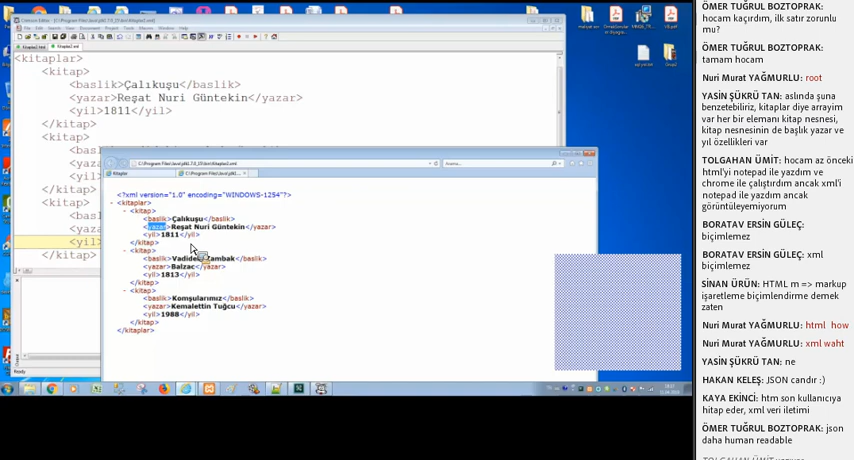 <kitaplar>
<kitap>
<baslik>Çalıkuşu</baslik>
<yazar>Reşat Nuri Güntekin</yazar>
<yil>1811</yil>
</kitap>
<kitap>
<bas
<yaza
<yil>
</kitap>
<kitap>
<bas
<yaza
<yil>
</kitap>
Kitaplar
<?xml version="1.0" encoding="WINDOWS-1254"?>
- <kitaplar>
- <kitap>
<baslik>Çalıkuşu</baslik>
<yazar>Reşat Nuri Güntekin</yazar>
<yil>1811</yil>
</kitap>
- <kitap>
<baslik>Vadideki Zambak</baslik>
<yazar>Balzac</yazar>
<yil>1813</yil>
</kitap>
- <kitap>
<baslik>Komşularımız</baslik>
<yazar>Kemalettin Tuğcu</yazar>
<yil>1988</yil>
</kitap>
</kitaplar>
ÖMER TUĞRUL BOZTOPRAK:
hocam kaçırdım, ilk satır zorunlu
mu?
ÖMER TUĞRUL BOZTOPRAK:
tamam hocam
Nuri Murat YAĞMURLU: root
YASİN ŞÜKRÜ TAN: aslında şuna
benzetebiliriz, kitaplar diye arrayim
var her bir elemanı kitap nesnesi,
kitap nesnesinin de başlık yazar ve
yıl özellikleri var
TOLGAHAN ÜMİT: hocam az önceki
html'yi notepad ile yazdım ve
chrome ile çalıştırdım ancak xml'i
notepad ile yazdım ancak
görüntüleyemiyorum
BORATAV ERSİN GÜLEÇ:
biçimlemez
BORATAV ERSİN GÜLEÇ: xml
biçimlemez
SİNAN ÜRÜN: HTML m => markup
işaretleme biçimlendirme demek
zaten
Nuri Murat YAĞMURLU: html how
Nuri Murat YAĞMURLU: xml waht
YASİN ŞÜKRÜ TAN: ne
HAKAN KELEŞ: JSON candır :)
KAYA EKİNCİ: htm son kullanıcıya
hitap eder, xml veri iletimi
ÖMER TUĞRUL BOZTOPRAK: json
daha human readable